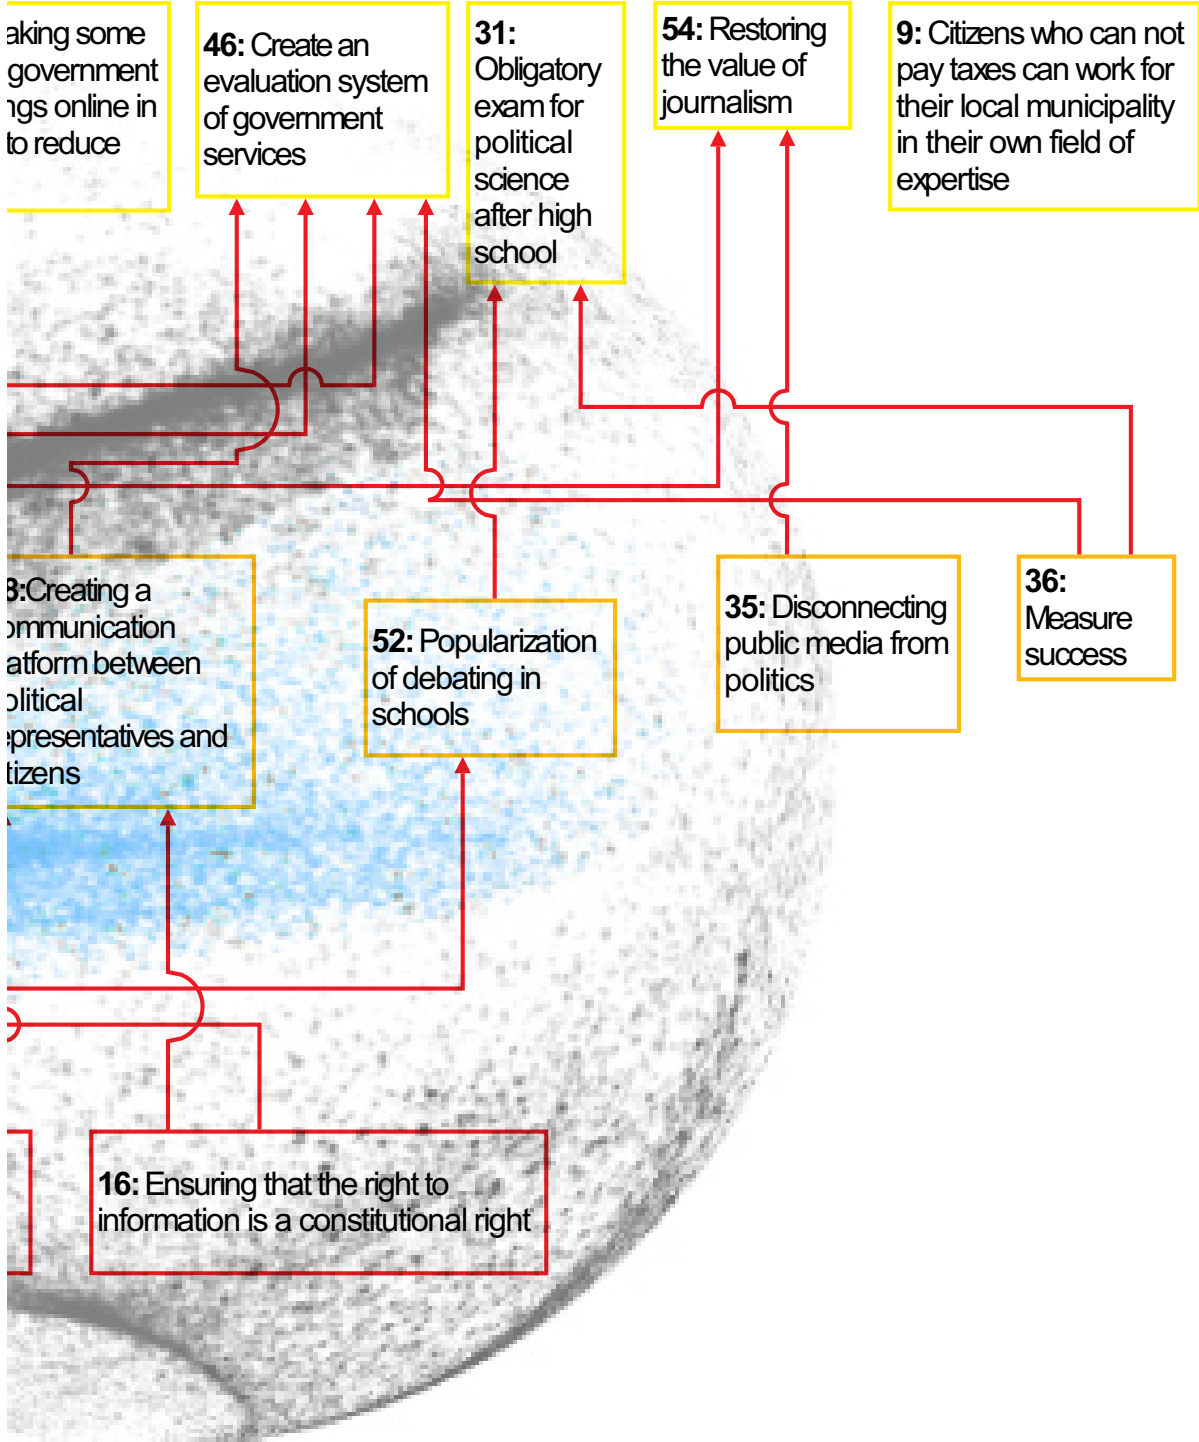 aking some
government
ngs online in
to reduce
46: Create an
evaluation system
of government
services
31:
Obligatory
exam for
political
science
after high
school
54: Restoring
the value of
journalism
9: Citizens who can not
pay taxes can work for
their local municipality
in their own field of
expertise
8:Creating a
ommunication
atform between
olitical
epresentatives and
tizens
52: Popularization
of debating in
schools
35: Disconnecting
public media from
politics
36:
Measure
success
16: Ensuring that the right to
information is a constitutional right